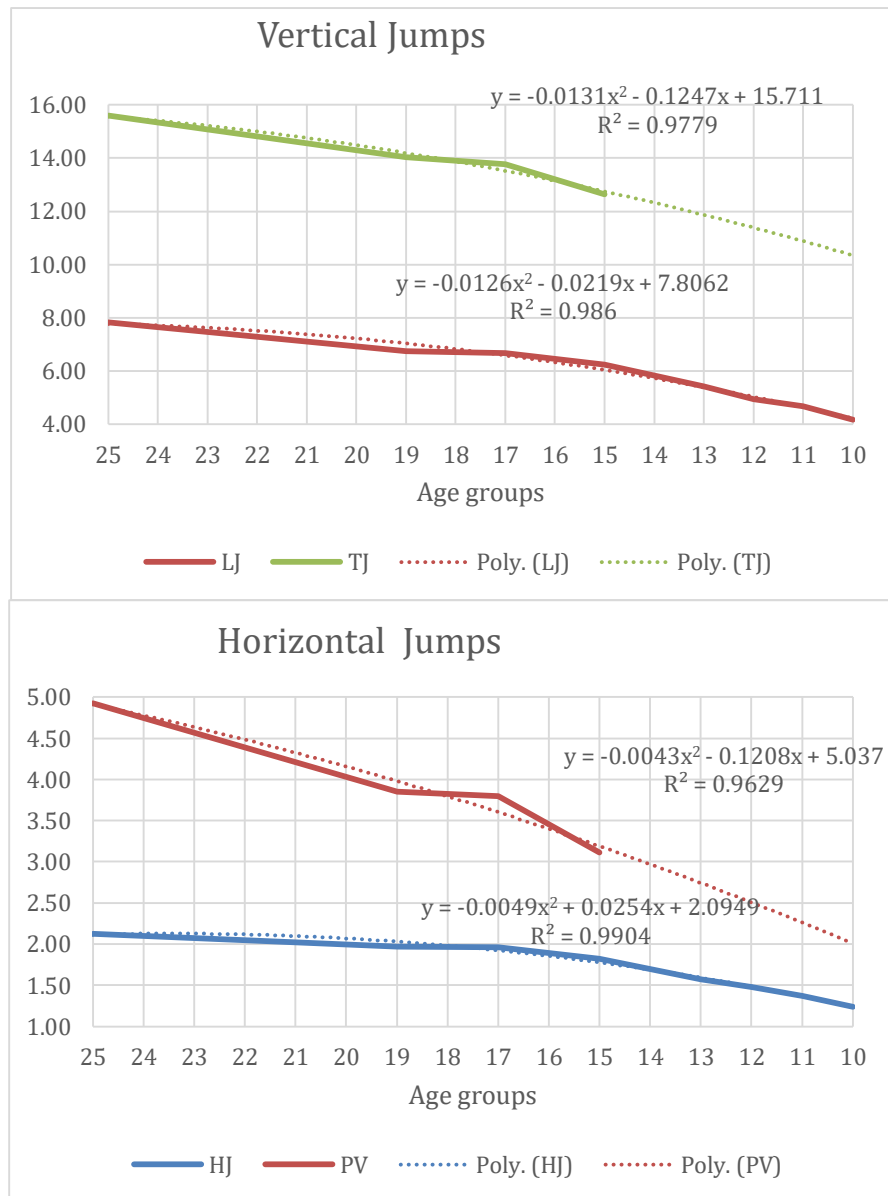 Vertical Jumps
y = -0.0131x² - 0.1247x + 15.711
R² = 0.9779
16.00
14.00
12.00
10.00
y = -0.0126x² - 0.0219x + 7.8062
R² = 0.986
8.00
6.00
4.00
25 24 23 22 21 20 19 18 17 16 15 14 13 12 11 10
Age groups
LJ TJ Poly. (LJ) Poly. (TJ)
Horizontal Jumps
5.00
4.50
y = -0.0043x² - 0.1208x + 5.037
R² = 0.9629
4.00
3.50
3.00
2.50
y = -0.0049x² + 0.0254x + 2.0949
R² = 0.9904
2.00
1.50
1.00
25 24 23 22 21 20 19 18 17 16 15 14 13 12 11 10
Age groups
HJ PV Poly. (HJ) Poly. (PV)